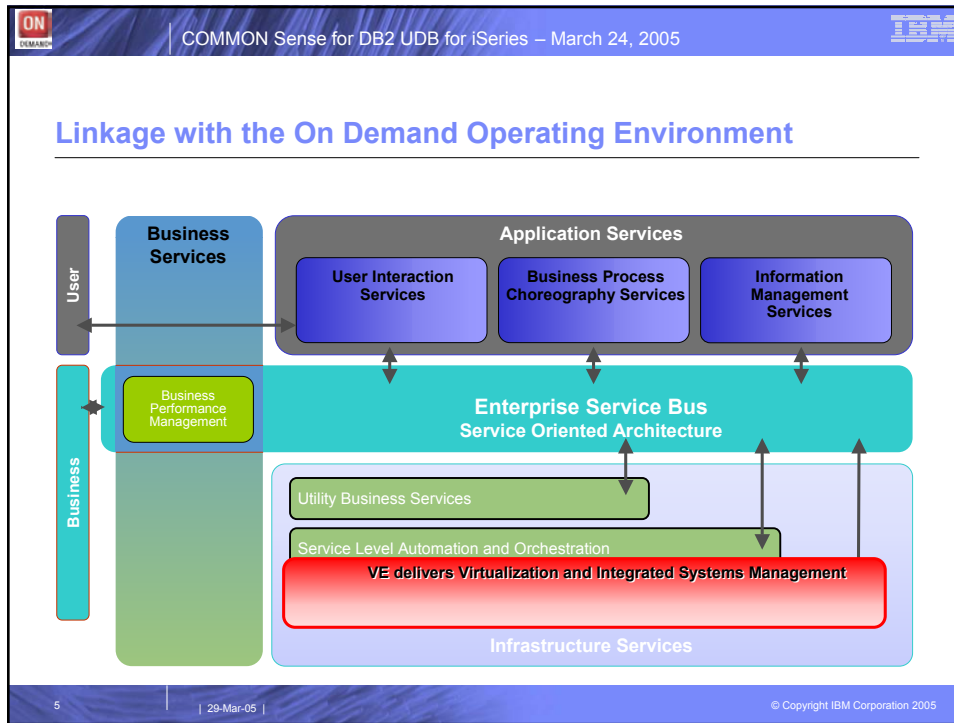 ON
DEMAND
COMMON Sense for DB2 UDB for iSeries – March 24, 2005
IBM
Linkage with the On Demand Operating Environment
User
Business
Services
Application Services
User Interaction
Services
Business Process
Choreography Services
Information
Management
Services
Business
Business
Performance
Management
Enterprise Service Bus
Service Oriented Architecture
Utility Business Services
Service Level Automation and Orchestration
VE delivers Virtualization and Integrated Systems Management
Infrastructure Services
5
| 29-Mar-05 |
© Copyright IBM Corporation 2005